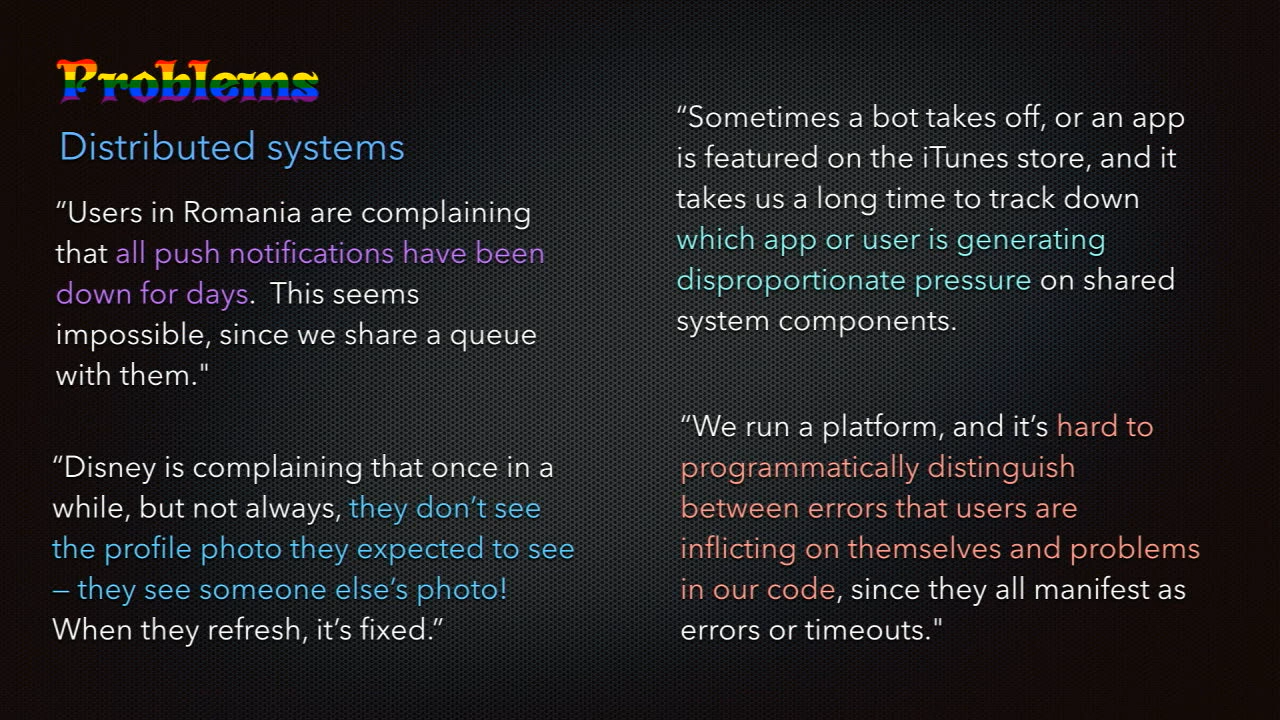 Problems
Distributed systems
“Users in Romania are complaining
that all push notifications have been
down for days.  This seems
impossible, since we share a queue
with them."
“Disney is complaining that once in a
while, but not always, they don’t see
the profile photo they expected to see
— they see someone else’s photo!
When they refresh, it’s fixed.”
“Sometimes a bot takes off, or an app
is featured on the iTunes store, and it
takes us a long time to track down
which app or user is generating
disproportionate pressure on shared
system components.
“We run a platform, and it’s hard to
programmatically distinguish
between errors that users are
inflicting on themselves and problems
in our code, since they all manifest as
errors or timeouts."